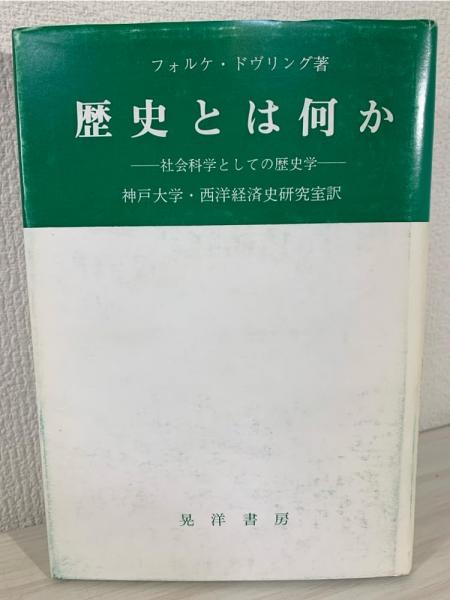 フォルケ・ドヴリング著
歴史とは何か
──社会科学としての歴史学──
神戸大学・西洋経済史研究室訳
晃洋書房